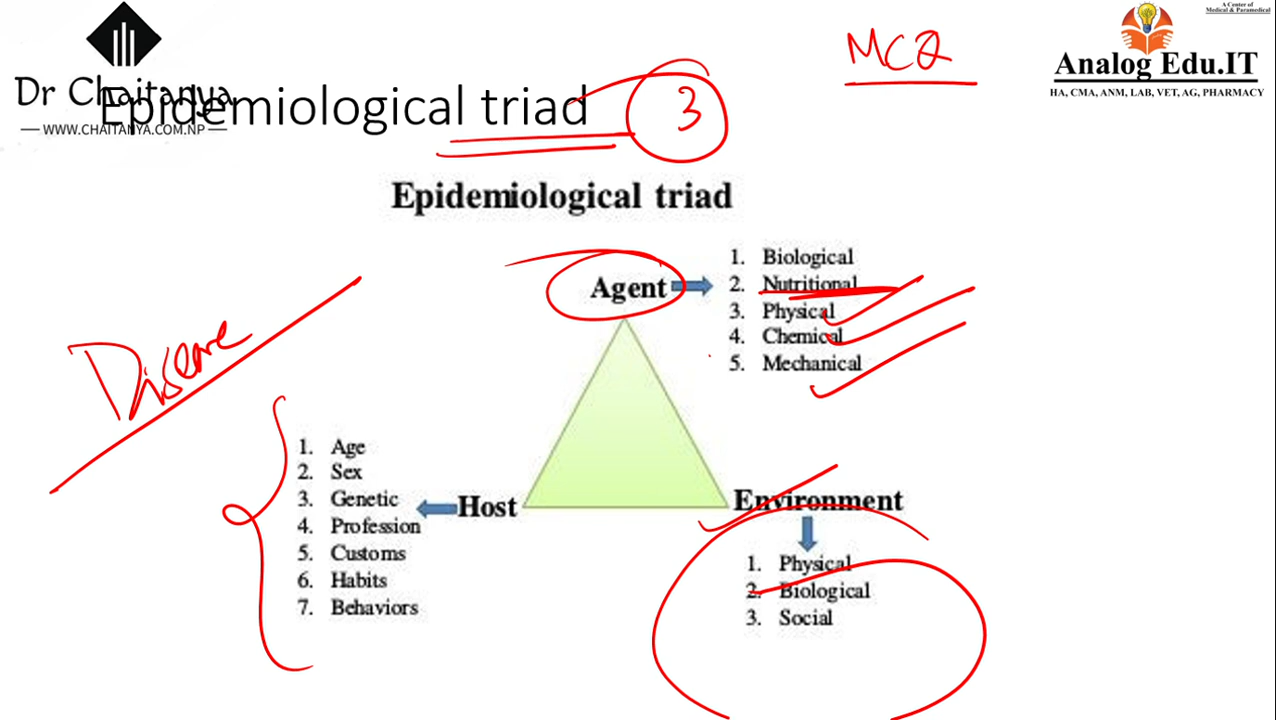 A Center of
Medical & Paramedical
MCQ
Analog Edu.IT
HA, CMA, ANM, LAB, VET, AG, PHARMACY
Dr Chaitanya
WWW.CHAITANYA.COM.NP
Epidemiological triad
3
Epidemiological triad
Agent
1. Biological
2. Nutritional
3. Physical
4. Chemical
5. Mechanical
Disease
Host
1. Age
2. Sex
3. Genetic
4. Profession
5. Customs
6. Habits
7. Behaviors
Environment
1. Physical
2. Biological
3. Social